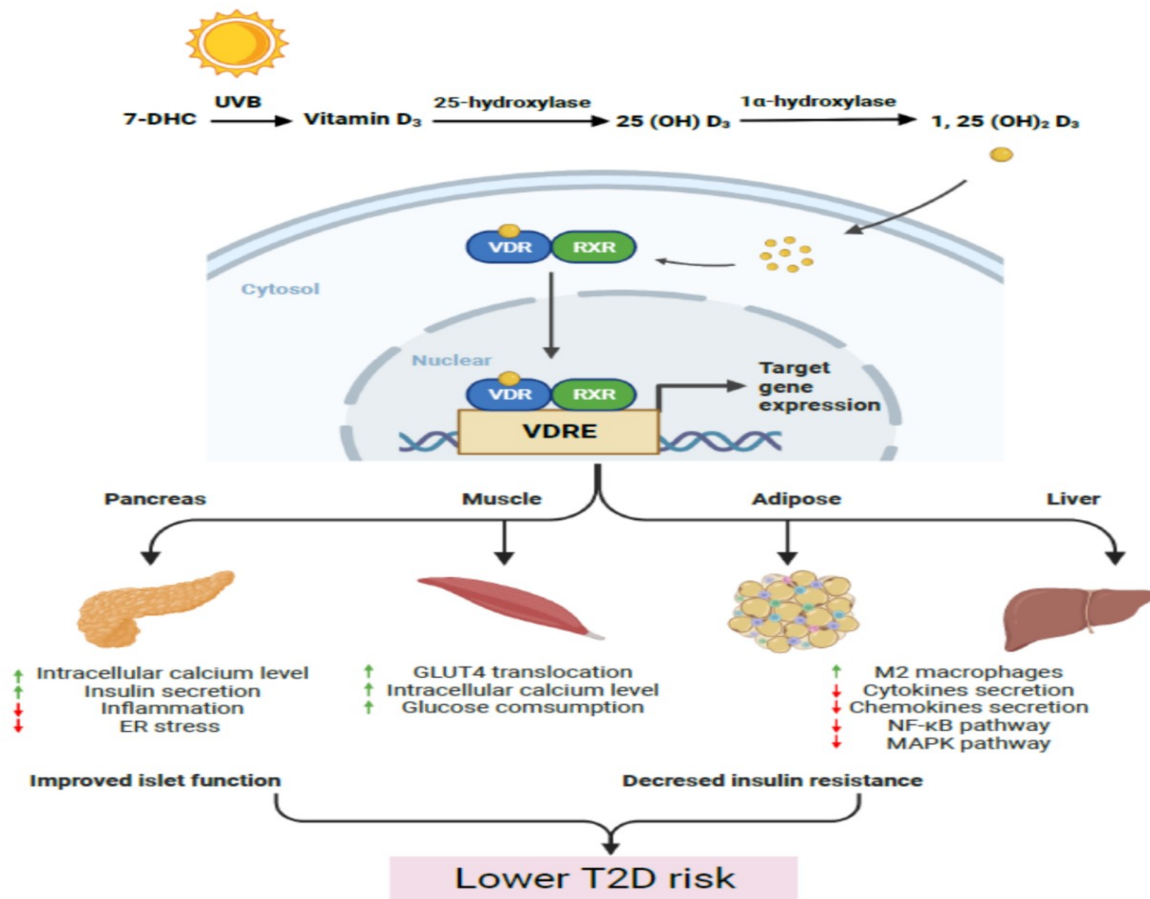 UVB
25-hydroxylase
1α-hydroxylase
7-DHC
Vitamin D₃
25 (OH) D₃
1, 25 (OH)₂ D₃
VDR
RXR
Cytosol
Nuclear
VDR
RXR
Target
gene
expression
VDRE
Pancreas
Muscle
Adipose
Liver
↑ Intracellular calcium level
↑ Insulin secretion
↓ Inflammation
↓ ER stress
↑ GLUT4 translocation
↑ Intracellular calcium level
↑ Glucose comsumption
↑ M2 macrophages
↓ Cytokines secretion
↓ Chemokines secretion
↓ NF-κB pathway
↓ MAPK pathway
Improved islet function
Decresed insulin resistance
Lower T2D risk